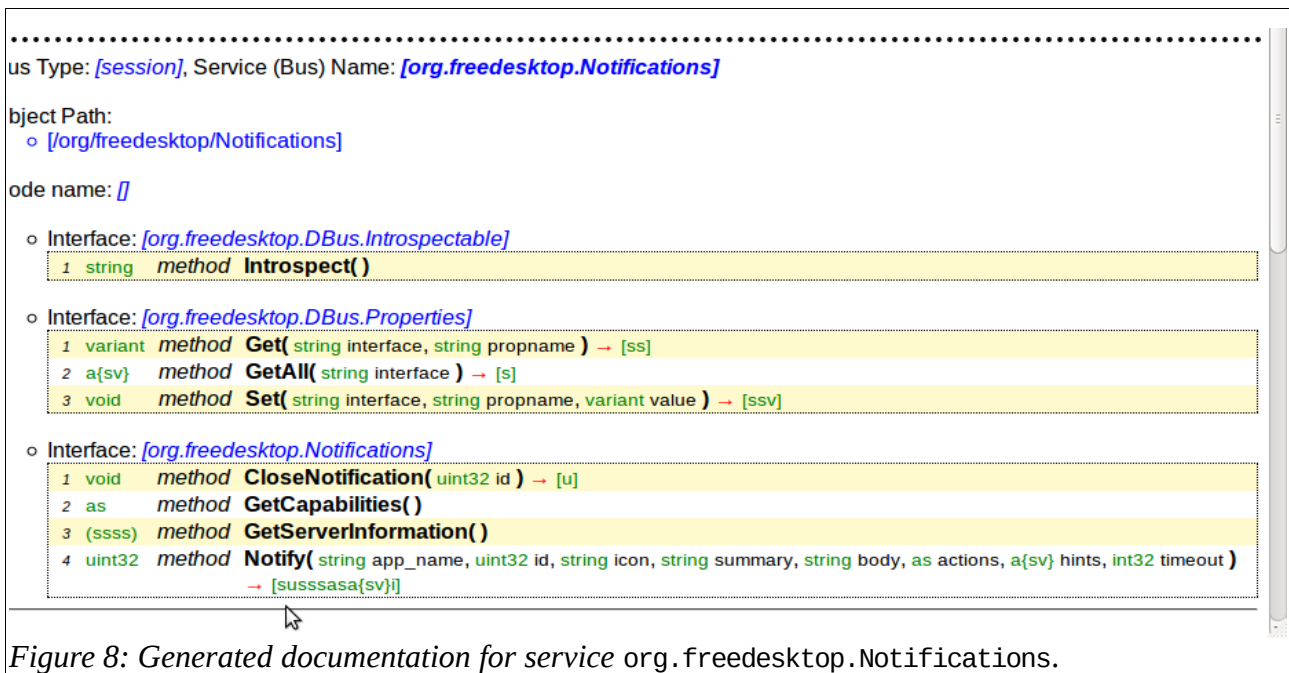 us Type: [session], Service (Bus) Name: [org.freedesktop.Notifications]
bject Path:
[/org/freedesktop/Notifications]
ode name: []
Interface: [org.freedesktop.DBus.Introspectable]
1 string method Introspect( )
Interface: [org.freedesktop.DBus.Properties]
1 variant method Get( string interface, string propname ) → [ss]
2 a{sv} method GetAll( string interface ) → [s]
3 void method Set( string interface, string propname, variant value ) → [ssv]
Interface: [org.freedesktop.Notifications]
1 void method CloseNotification( uint32 id ) → [u]
2 as method GetCapabilities( )
3 (ssss) method GetServerInformation( )
4 uint32 method Notify( string app_name, uint32 id, string icon, string summary, string body, as actions, a{sv} hints, int32 timeout )
→ [susssasa{sv}i]
Figure 8: Generated documentation for service org.freedesktop.Notifications.